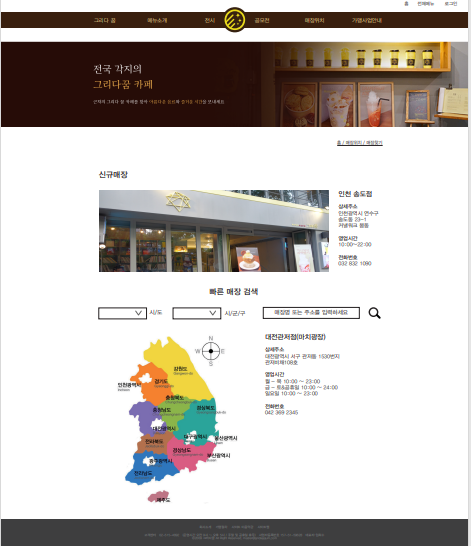 홈 전체메뉴 로그인
그리다 꿈 메뉴소개 전시 공모전 매장위치 가맹사업안내
전국 각지의
그리다꿈 카페
홈 / 매장위치 / 매장찾기
신규매장
인천 송도점
상세주소
인천광역시 연수구
송도동 23-1
커낼워크 봄동
영업시간
10:00~22:00
전화번호
032 832 1090
빠른 매장 검색
시/도
시/군/구
매장명 또는 주소를 입력하세요
N
W E
S
대전관저점(마치광장)
상세주소
대전광역시 서구 관저동 1530번지
관저비채108호
영업시간
월 ~ 목 10:00 ~ 23:00
금 ~ 토&공휴일 10:00 ~ 24:00
일요일 10:00 ~ 23:00
전화번호
042 369 2345
강원도
경기도
인천광역시
충청북도
충청남도
경상북도
대전광역시
대구광역시
울산광역시
전라북도
경상남도
부산광역시
광주광역시
전라남도
제주도